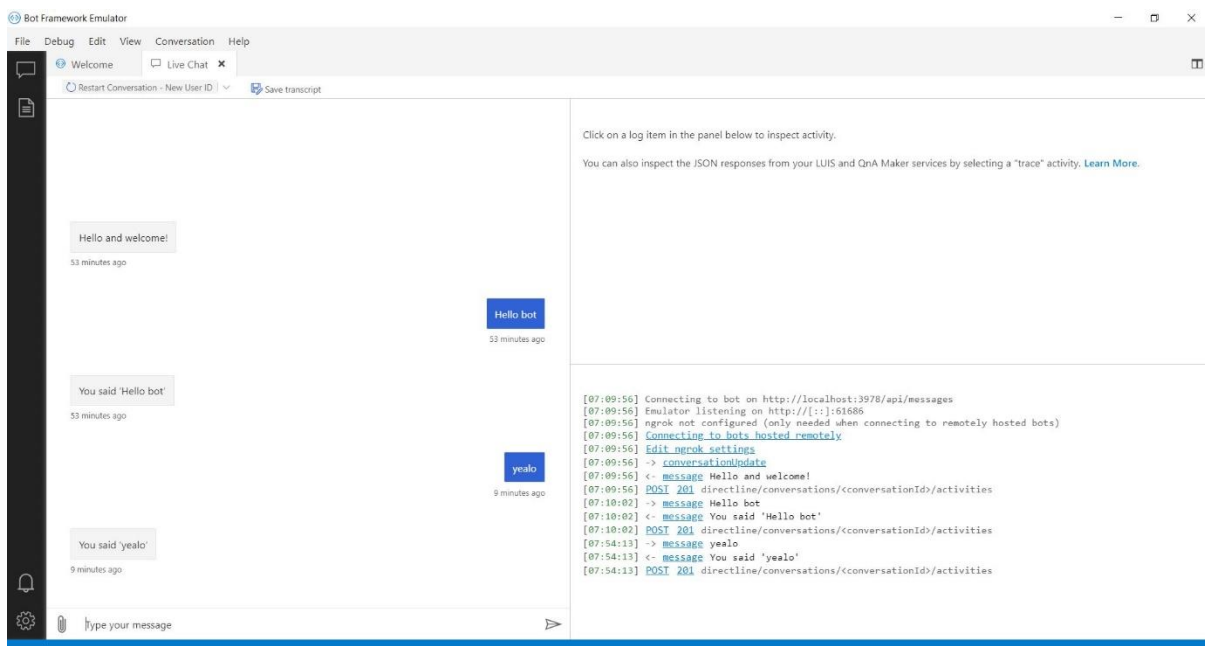 Bot Framework Emulator
File Debug Edit View Conversation Help
Welcome
Live Chat
Restart Conversation - New User ID
Save transcript
Hello and welcome!
53 minutes ago
Hello bot
53 minutes ago
You said 'Hello bot'
53 minutes ago
yealo
9 minutes ago
You said 'yealo'
9 minutes ago
Type your message
Click on a log item in the panel below to inspect activity.
You can also inspect the JSON responses from your LUIS and QnA Maker services by selecting a "trace" activity. Learn More.
[07:09:56] Connecting to bot on http://localhost:3978/api/messages
[07:09:56] Emulator listening on http://[::]:61686
[07:09:56] ngrok not configured (only needed when connecting to remotely hosted bots)
[07:09:56] Connecting to bots hosted remotely
[07:09:56] Edit ngrok settings
[07:09:56] -> conversationUpdate
[07:09:56] <- message Hello and welcome!
[07:09:56] POST 201 directline/conversations/<conversationId>/activities
[07:10:02] -> message Hello bot
[07:10:02] <- message You said 'Hello bot'
[07:10:02] POST 201 directline/conversations/<conversationId>/activities
[07:54:13] -> message yealo
[07:54:13] <- message You said 'yealo'
[07:54:13] POST 201 directline/conversations/<conversationId>/activities